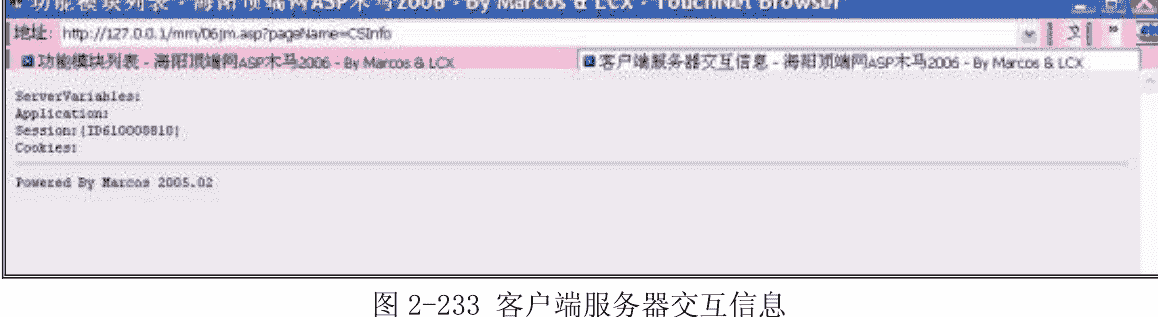 功能模块列表 - 海阳顶端网ASP木马2006 - By Marcos & LCX - TouchNet Browser
地址: http://127.0.0.1/mm/06jm.asp?pageName=CSInfo
功能模块列表 - 海阳顶端网ASP木马2006 - By Marcos & LCX 客户端服务器交互信息 - 海阳顶端网ASP木马2006 - By Marcos & LCX
ServerVariables:
Application:
Session:(ID610008810)
Cookies:
Powered By Marcos 2005.02
图 2-233 客户端服务器交互信息